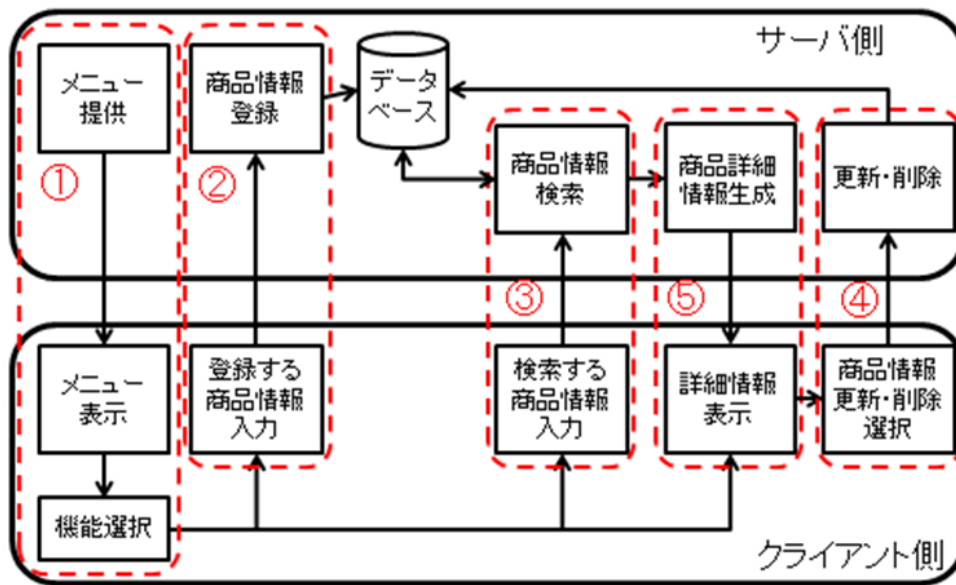 サーバ側
メニュー
提供
①
商品情報
登録
②
データ
ベース
商品情報
検索
③
商品詳細
情報生成
⑤
更新・削除
④
メニュー
表示
機能選択
登録する
商品情報
入力
検索する
商品情報
入力
詳細情報
表示
商品情報
更新・削除
選択
クライアント側